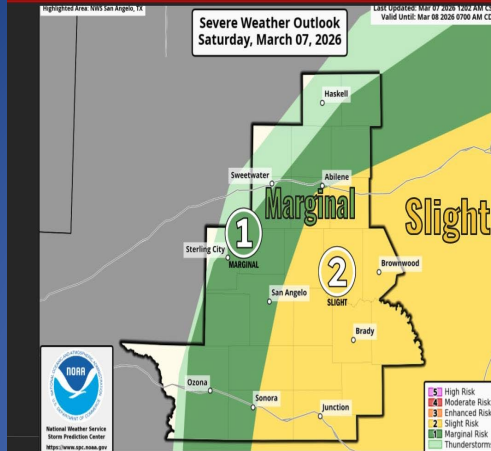 Highlighted Area: NWS San Angelo, TX
Last Updated: Mar 07 2026 1202 AM CS
Valid Until: Mar 08 2026 0700 AM CD
Severe Weather Outlook
Saturday, March 07, 2026
Haskell
Sweetwater
Abilene
Marginal
Slight
1
MARGINAL
Sterling City
2
SLIGHT
Brownwood
San Angelo
Brady
Ozona
Sonora
Junction
NOAA
National Weather Service
Storm Prediction Center
https://www.spc.noaa.gov
5 High Risk
4 Moderate Risk
3 Enhanced Risk
2 Slight Risk
1 Marginal Risk
Thunderstorms